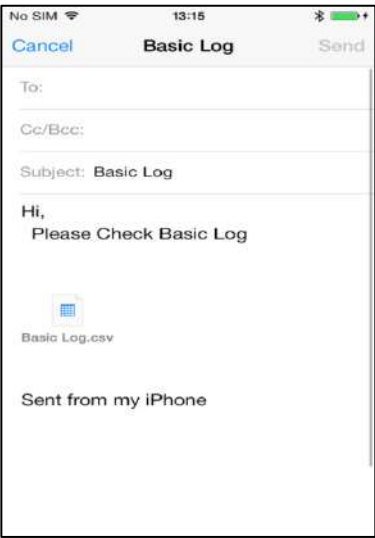 No SIM 13:15
Cancel Basic Log Send
To:
Cc/Bcc:
Subject: Basic Log
Hi,
Please Check Basic Log
Basic Log.csv
Sent from my iPhone